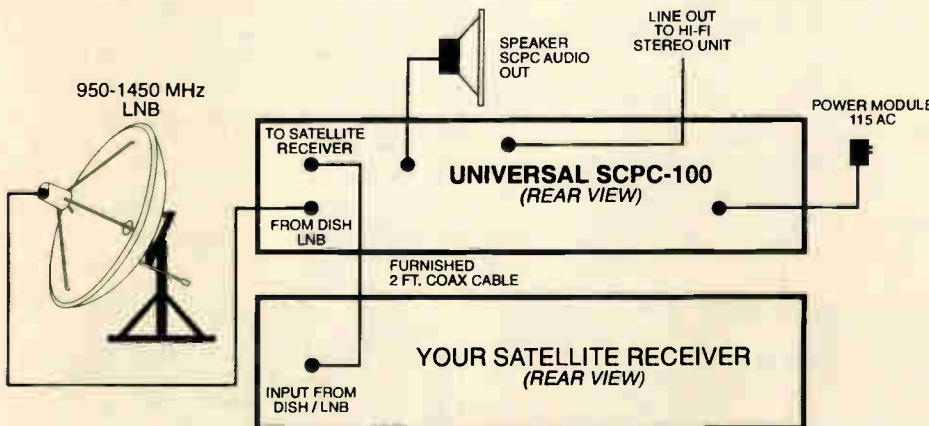 LINE OUT
TO HI-FI
STEREO UNIT
SPEAKER
SCPC AUDIO
OUT
950-1450 MHz
LNB
POWER MODULE
115 AC
TO SATELLITE
RECEIVER
UNIVERSAL SCPC-100
(REAR VIEW)
FROM DISH
LNB
FURNISHED
2 FT. COAX CABLE
YOUR SATELLITE RECEIVER
(REAR VIEW)
INPUT FROM
DISH / LNB